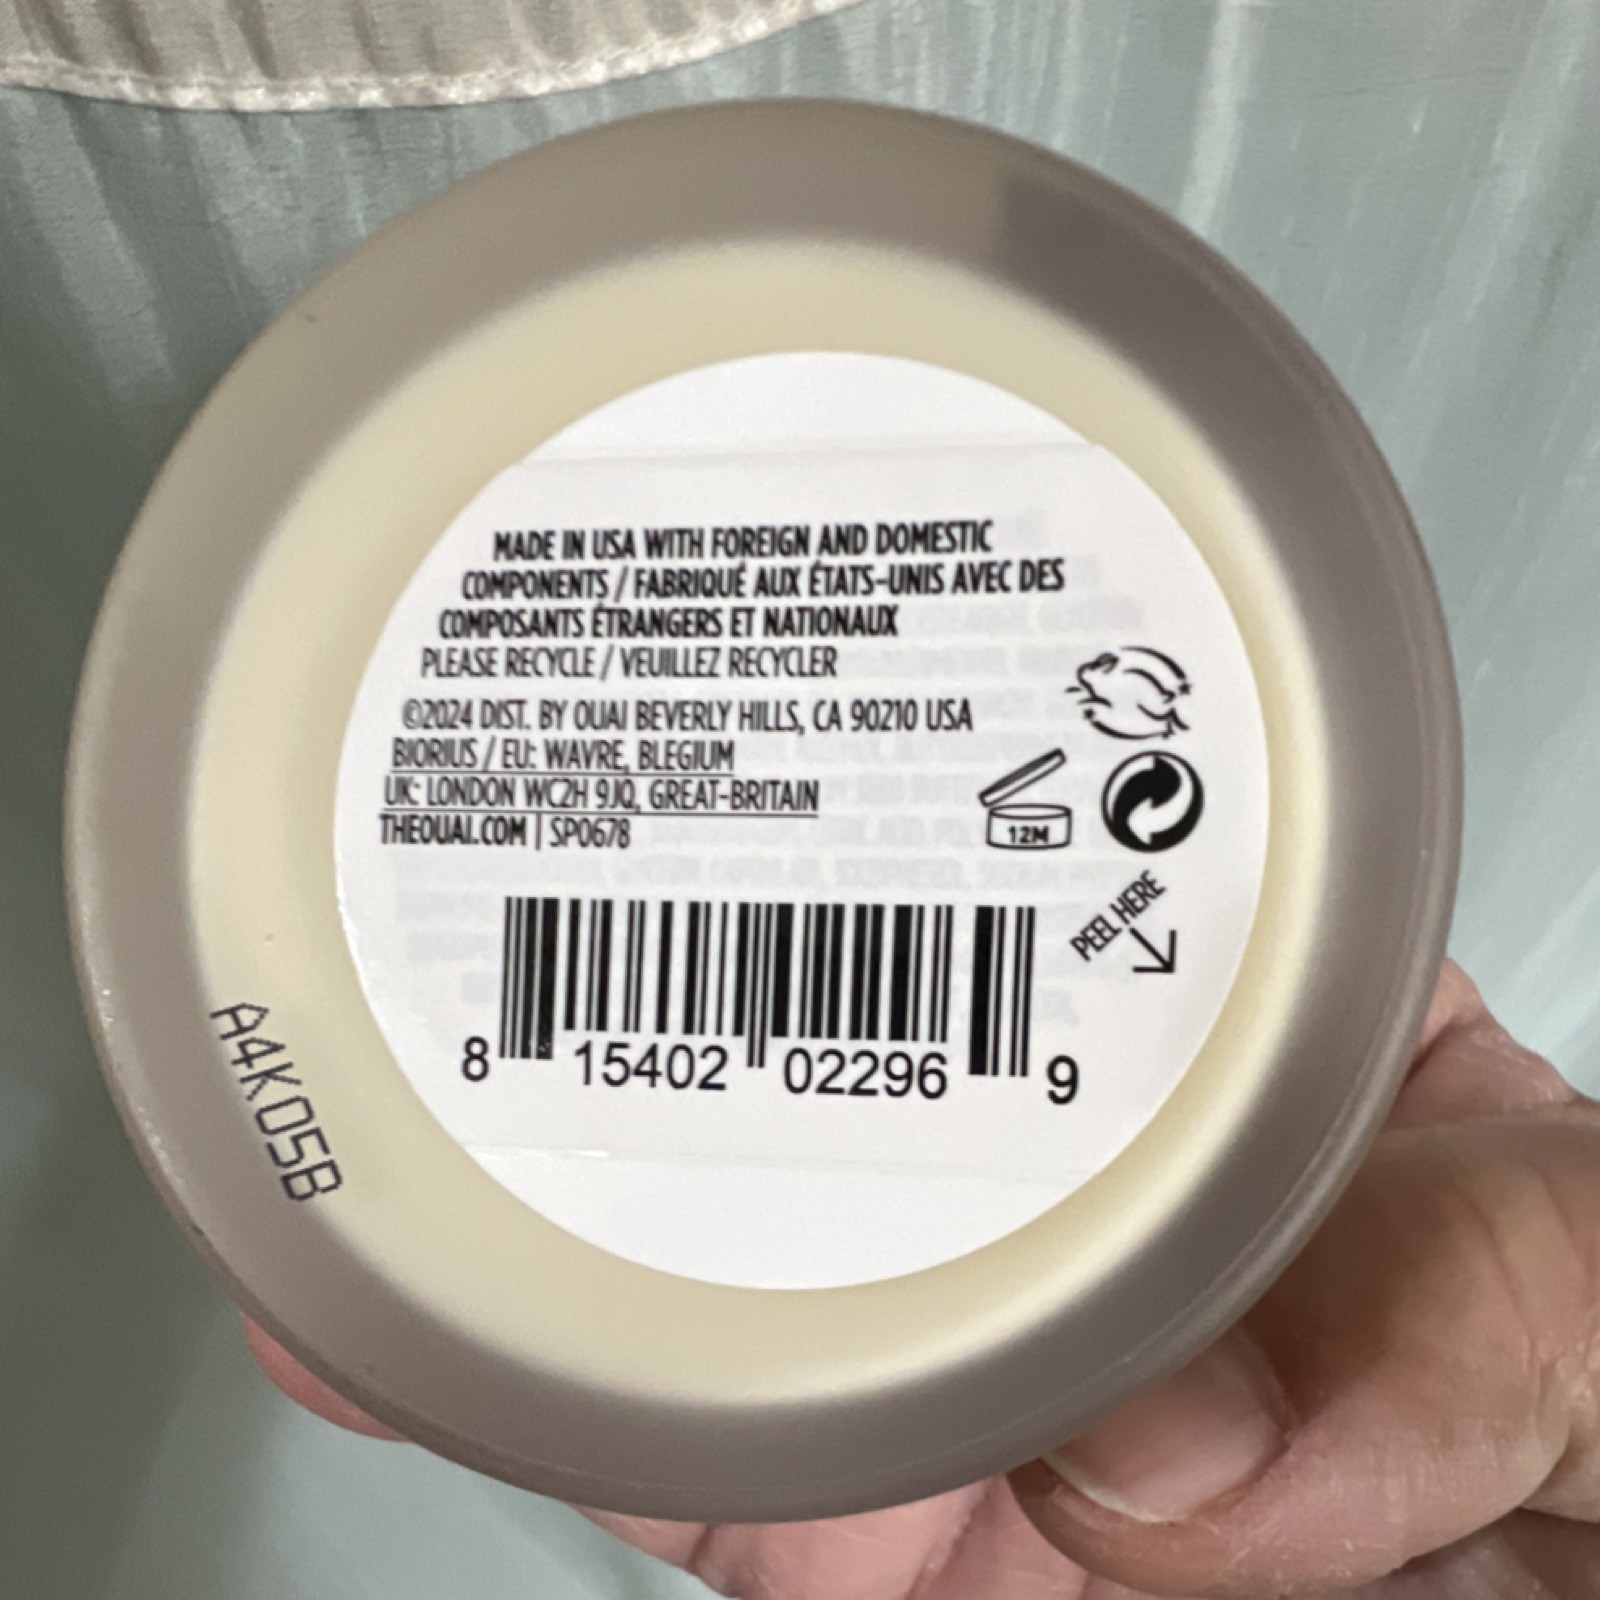 MADE IN USA WITH FOREIGN AND DOMESTIC
COMPONENTS / FABRIQUÉ AUX ÉTATS-UNIS AVEC DES
COMPOSANTS ÉTRANGERS ET NATIONAUX
PLEASE RECYCLE / VEUILLEZ RECYCLER
©2024 DIST. BY OUAI BEVERLY HILLS, CA 90210 USA
BIORIUS / EU: WAVRE, BLEGIUM
UK: LONDON WC2H 9JQ, GREAT-BRITAIN
THEOUAI.COM | SP0678
12M
PEEL HERE
8 15402 02296 9
A4K05B